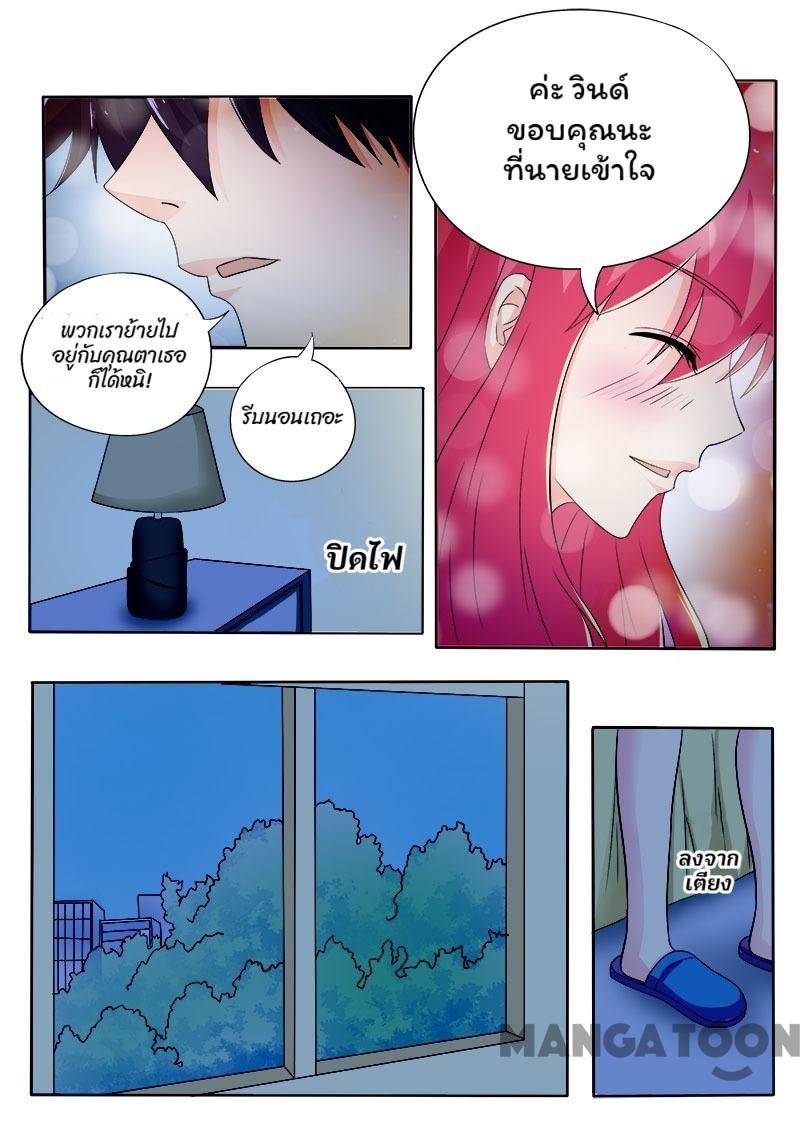 พวกเราย้ายไป
อยู่กับคุณตาเธอ
ก็ได้หนิ!
ค่ะ วินด์
ขอบคุณนะ
ที่นายเข้าใจ
รีบนอนเถอะ
ปิดไฟ
ลงจาก
เตียง
MANGATOON